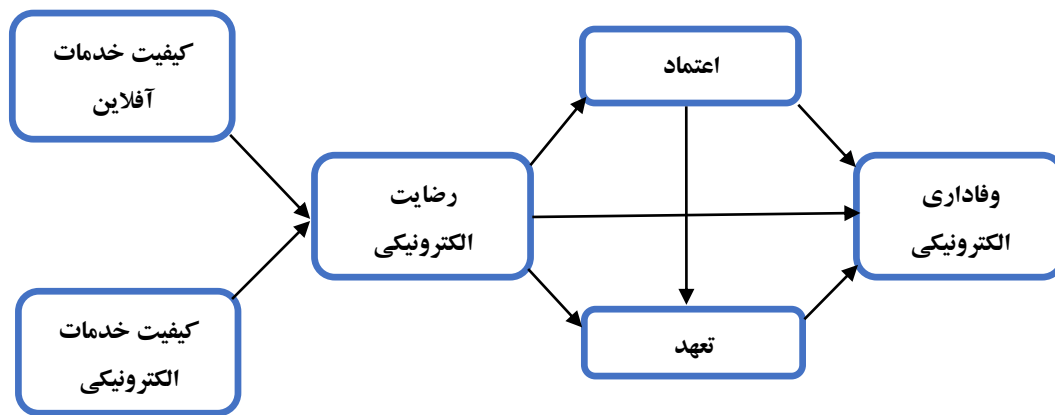 کیفیت خدمات
آفلاین
اعتماد
رضایت
الکترونیکی
وفاداری
الکترونیکی
کیفیت خدمات
الکترونیکی
تعهد